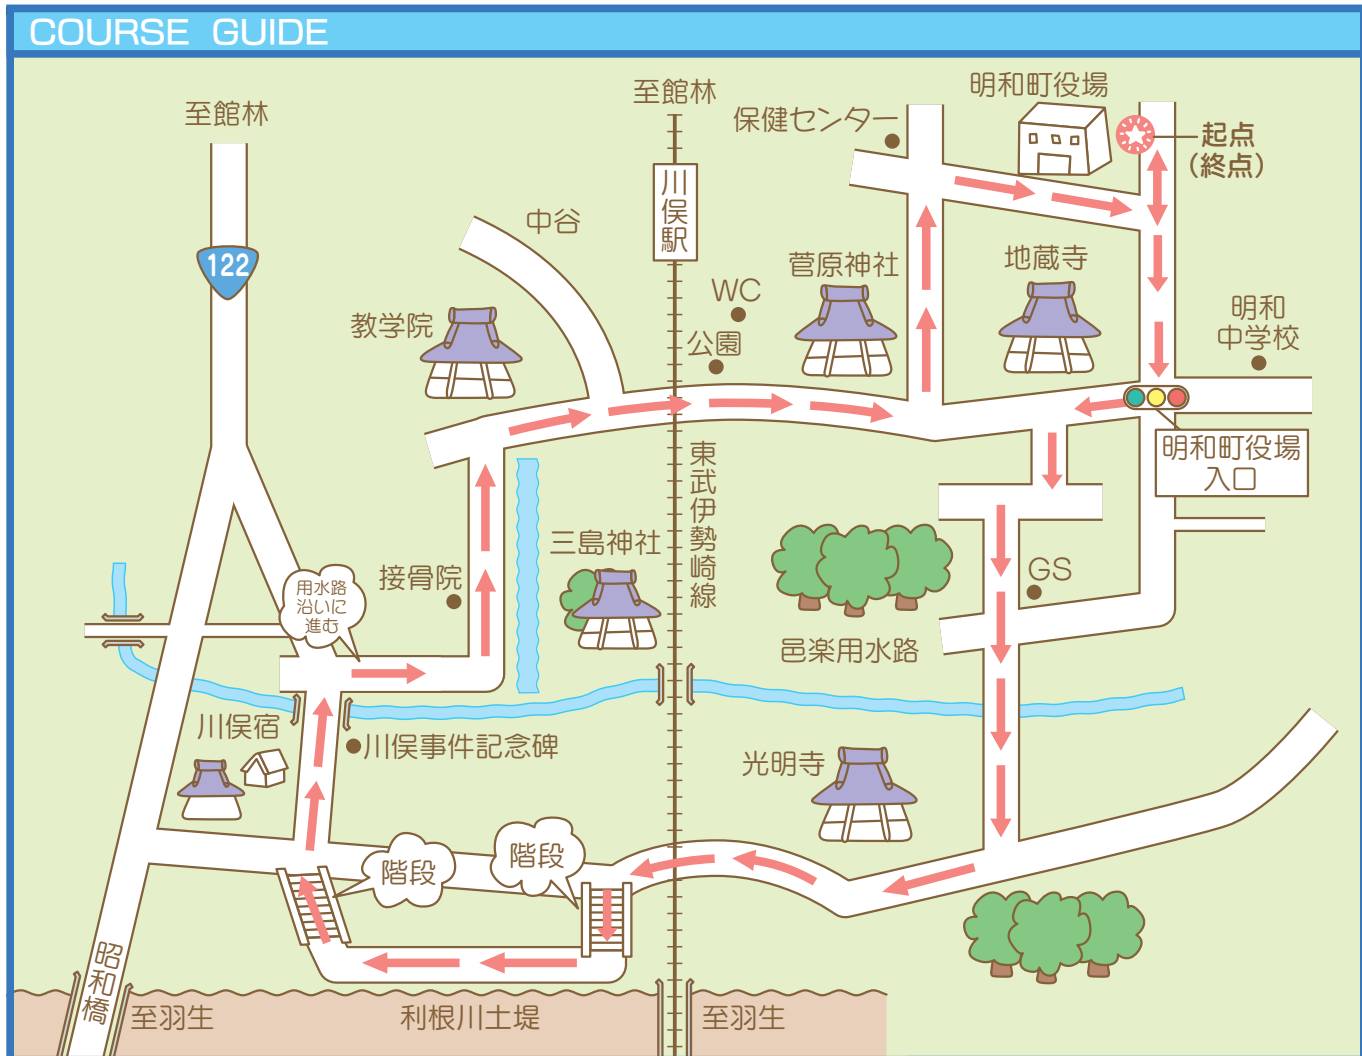 COURSE GUIDE
至館林
至館林
保健センター
明和町役場
起点
(終点)
川俣駅
122
中谷
教学院
WC
公園
菅原神社
地蔵寺
明和
中学校
明和町役場
入口
東武伊勢崎線
三島神社
接骨院
用水路
沿いに
進む
GS
邑楽用水路
川俣宿
川俣事件記念碑
光明寺
階段
階段
昭和橋
至羽生
利根川土堤
至羽生